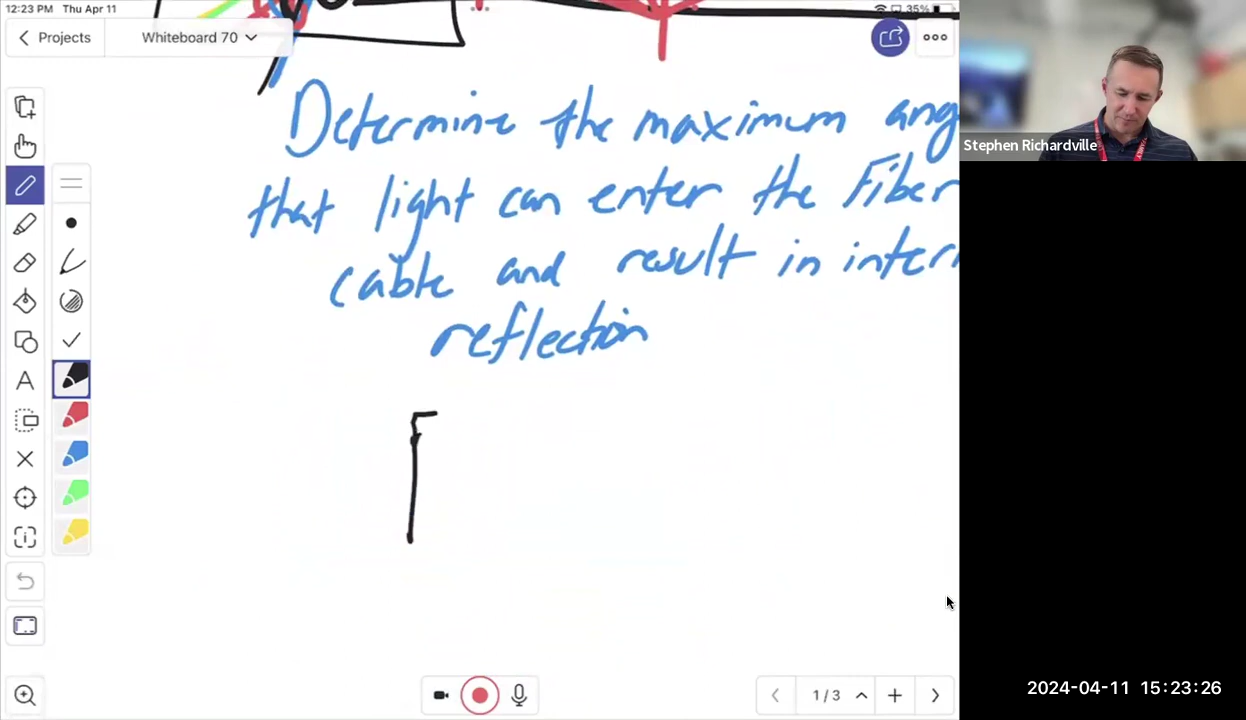 12:23 PM Thu Apr 11
35%
Projects
Whiteboard 70
Determine the maximum ang
that light can enter the Fiber
cable and result in intern
reflection
A
1 / 3
Stephen Richardville
2024-04-11 15:23:26